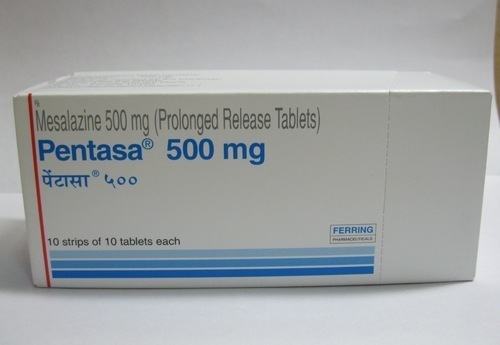 Rx
Mesalazine 500 mg (Prolonged Release Tablets)
Pentasa® 500 mg
पेंटासा® ५००
10 strips of 10 tablets each
FERRING
PHARMACEUTICALS